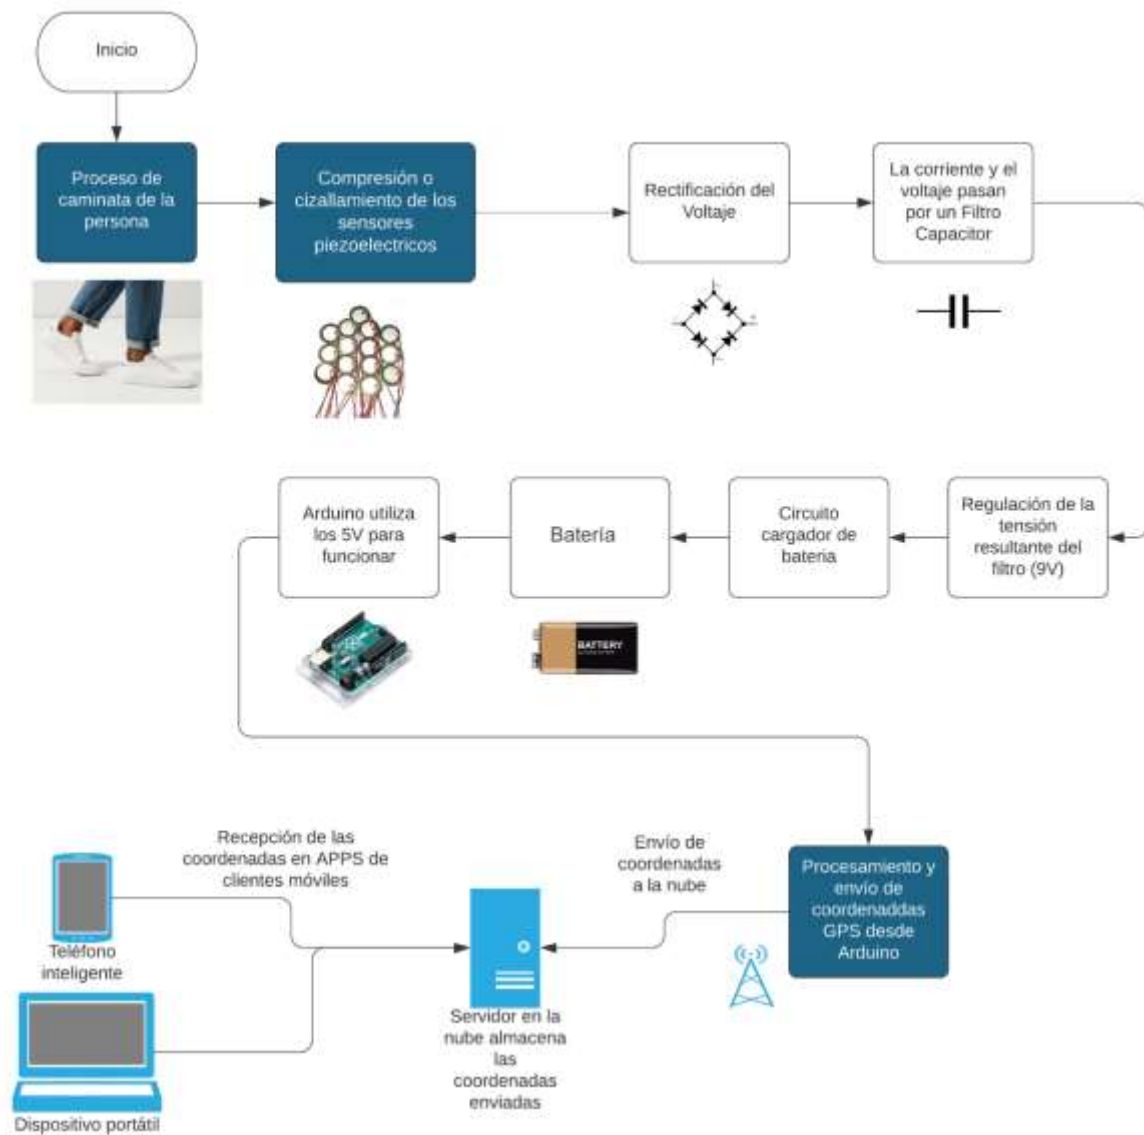 Inicio
Proceso de
caminata de la
persona
Compresión o
cizallamiento de los
sensores
piezoelectricos
Rectificación del
Voltaje
La corriente y el
voltaje pasan
por un Filtro
Capacitor
Arduino utiliza
los 5V para
funcionar
Batería
Circuito
cargador de
bateria
Regulación de la
tensión
resultante del
filtro (9V)
BATTERY
Recepción de las
coordenadas en APPS de
clientes móviles
Envío de
coordenadas
a la nube
Procesamiento y
envío de
coordenaddas
GPS desde
Arduino
Teléfono
inteligente
Servidor en la
nube almacena
las
coordenadas
enviadas
Dispositivo portátil